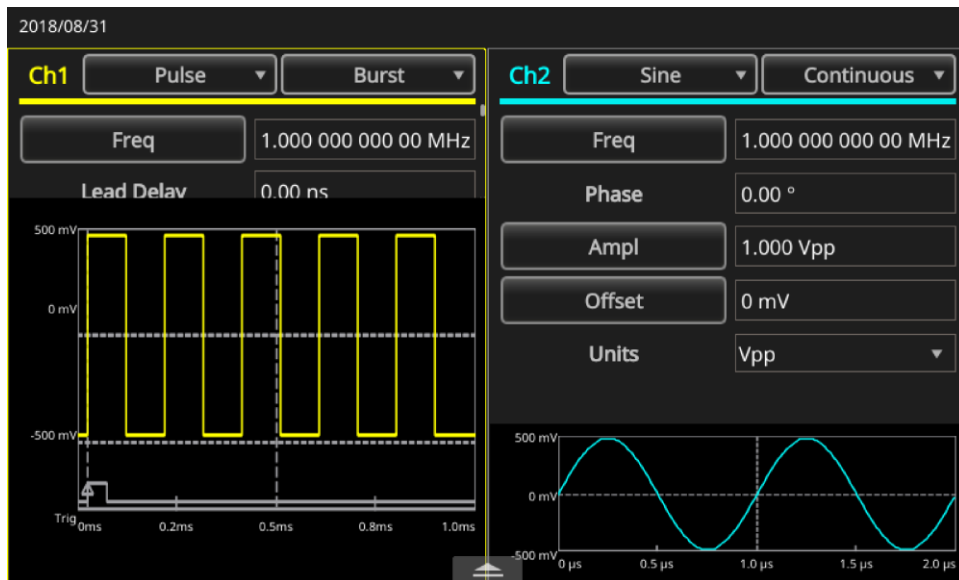 2018/08/31
Ch1 Pulse Burst
Freq 1.000 000 000 00 MHz
Lead Delay 0.00 ns
500 mV
0 mV
-500 mV
Trig 0ms 0.2ms 0.5ms 0.8ms 1.0ms
Ch2 Sine Continuous
Freq 1.000 000 000 00 MHz
Phase 0.00 °
Ampl 1.000 Vpp
Offset 0 mV
Units Vpp
500 mV
0 mV
-500 mV
0 µs 0.5 µs 1.0 µs 1.5 µs 2.0 µs